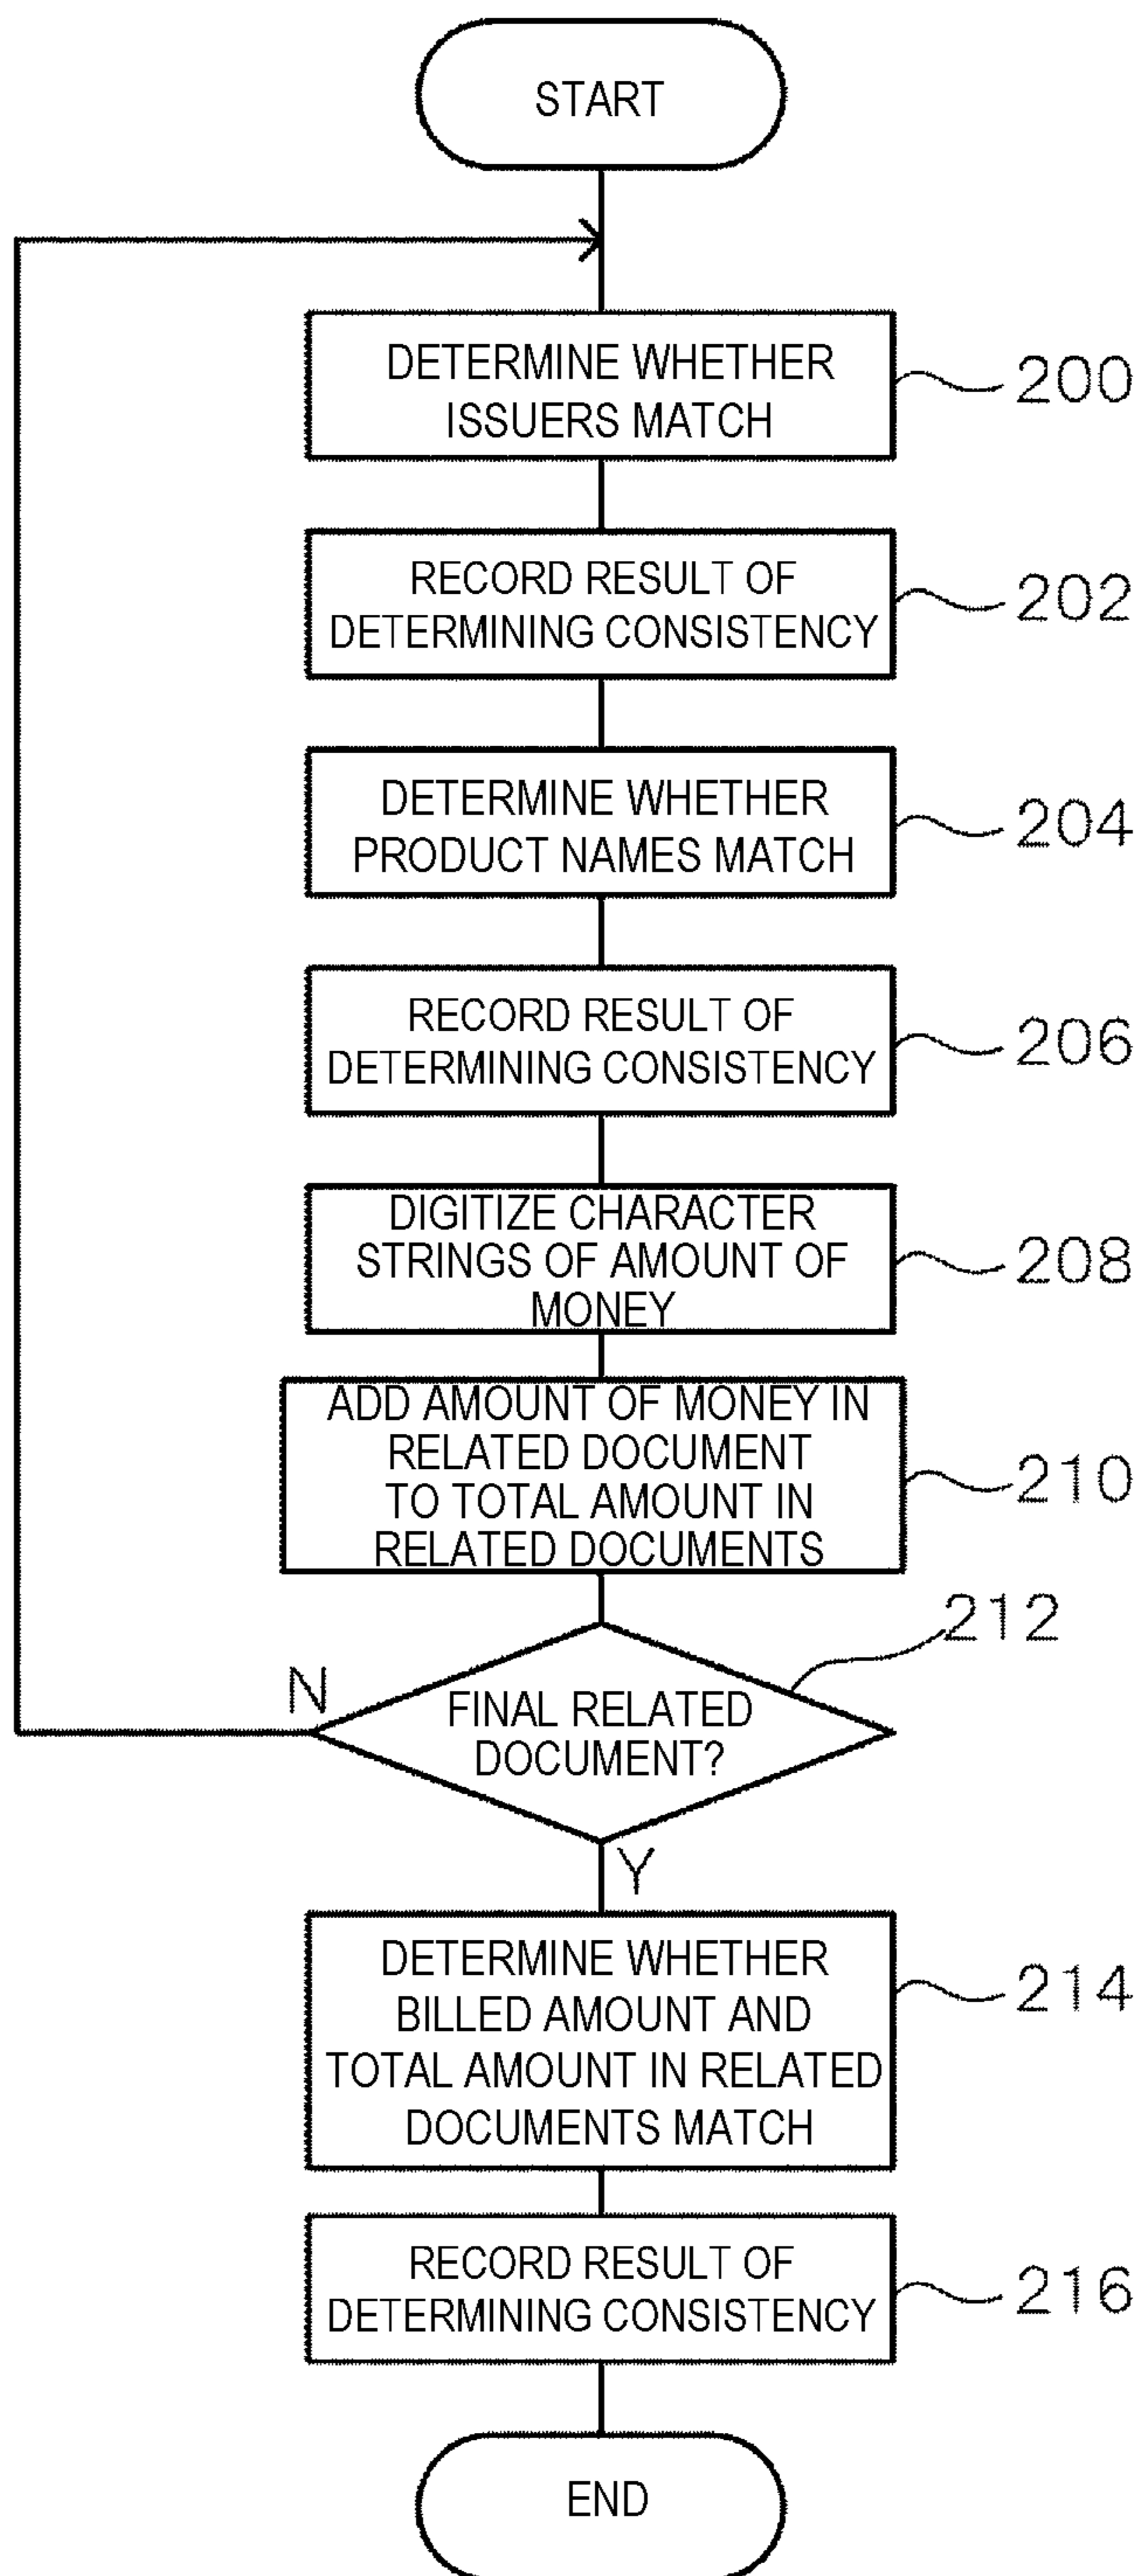 START
DETERMINE WHETHER
ISSUERS MATCH
200
RECORD RESULT OF
DETERMINING CONSISTENCY
202
DETERMINE WHETHER
PRODUCT NAMES MATCH
204
RECORD RESULT OF
DETERMINING CONSISTENCY
206
DIGITIZE CHARACTER
STRINGS OF AMOUNT OF
MONEY
208
ADD AMOUNT OF MONEY IN
RELATED DOCUMENT
TO TOTAL AMOUNT IN
RELATED DOCUMENTS
210
212
N
FINAL RELATED
DOCUMENT?
Y
DETERMINE WHETHER
BILLED AMOUNT AND
TOTAL AMOUNT IN RELATED
DOCUMENTS MATCH
214
RECORD RESULT OF
DETERMINING CONSISTENCY
216
END